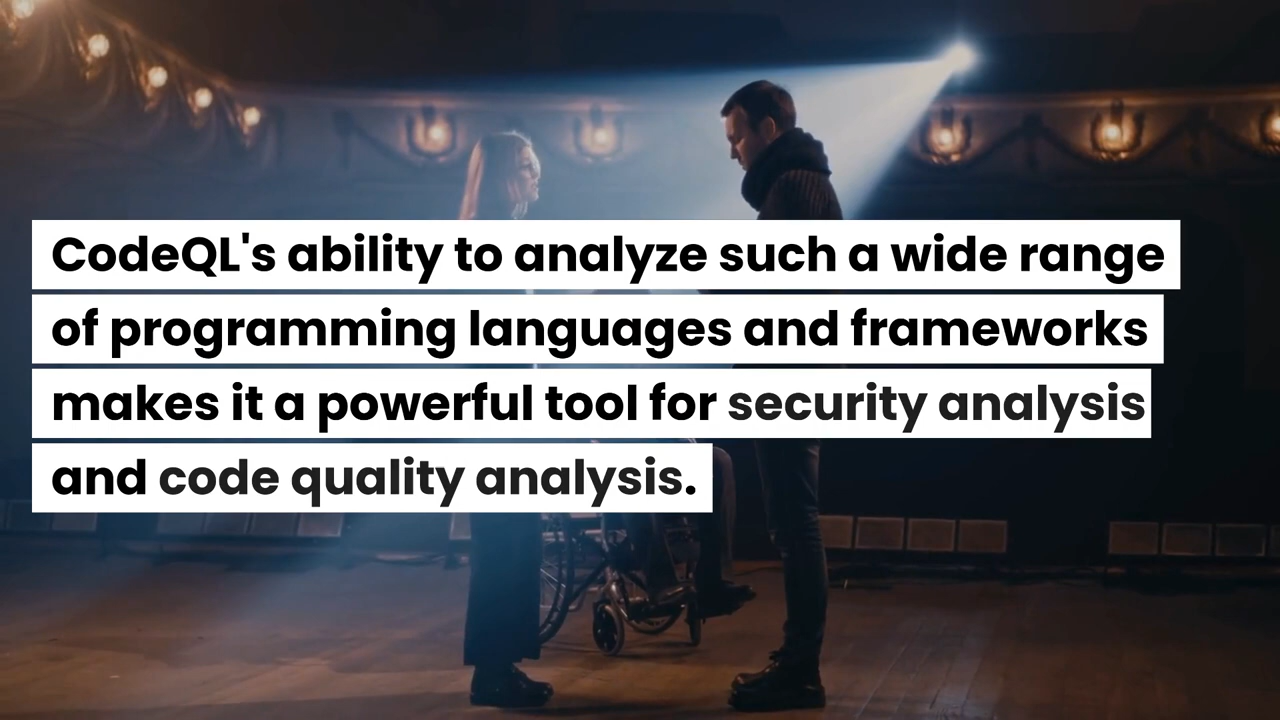 CodeQL's ability to analyze such a wide range
of programming languages and frameworks
makes it a powerful tool for security analysis
and code quality analysis.